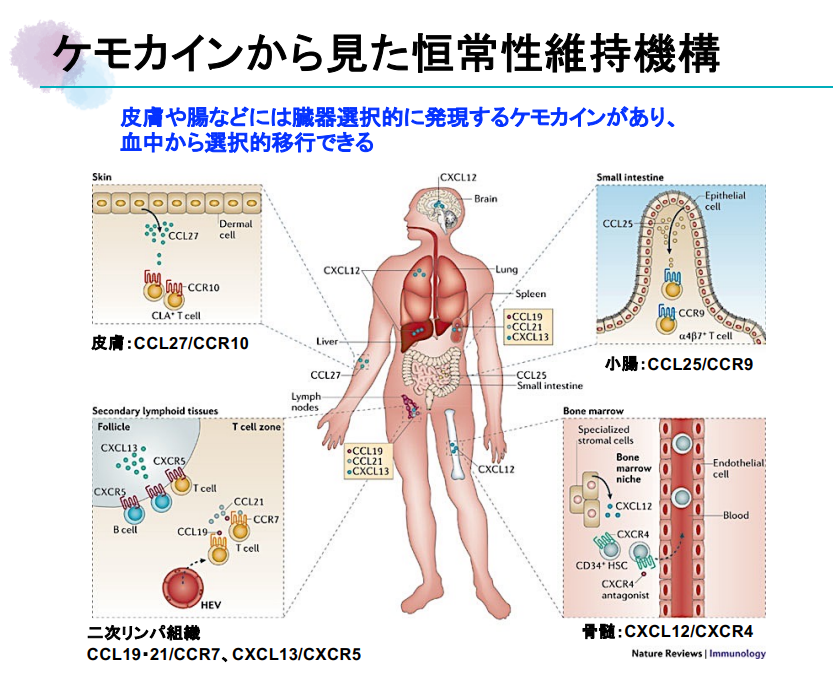 ケモカインから見た恒常性維持機構
皮膚や腸などには臓器選択的に発現するケモカインがあり、
血中から選択的移行できる
Skin
CCL27
Dermal
cell
CCR10
CLA⁺ T cell
皮膚：CCL27/CCR10
CXCL12
Brain
CXCL12
Lung
Spleen
CCL19
CCL21
CXCL13
Liver
CCL27
CCL25
Small intestine
Lymph
nodes
CCL19
CCL21
CXCL13
CXCL12
Small intestine
Epithelial
cell
CCL25
CCR9
α4β7⁺ T cell
小腸：CCL25/CCR9
Secondary lymphoid tissues
Follicle
T cell zone
CXCL13
CXCR5
CXCR5
T cell
B cell
CCL21
CCR7
CCL19
T cell
HEV
二次リンパ組織
CCL19・21/CCR7、CXCL13/CXCR5
Bone marrow
Specialized
stromal cells
Bone
marrow
niche
Endothelial
cell
CXCL12
Blood
CXCR4
CD34⁺ HSC
CXCR4
antagonist
骨髄：CXCL12/CXCR4
Nature Reviews | Immunology